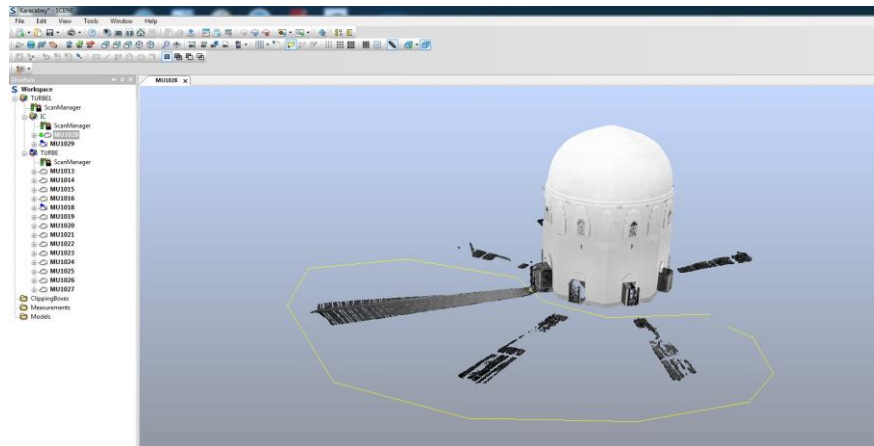 Karacabey* - SCENE
File Edit View Tools Window Help
Structure
MU1028 x
Workspace
TURBE1
ScanManager
IC
ScanManager
MU1028
MU1029
TURBE
ScanManager
MU1013
MU1014
MU1015
MU1016
MU1018
MU1019
MU1020
MU1021
MU1022
MU1023
MU1024
MU1025
MU1026
MU1027
ClippingBoxes
Measurements
Models